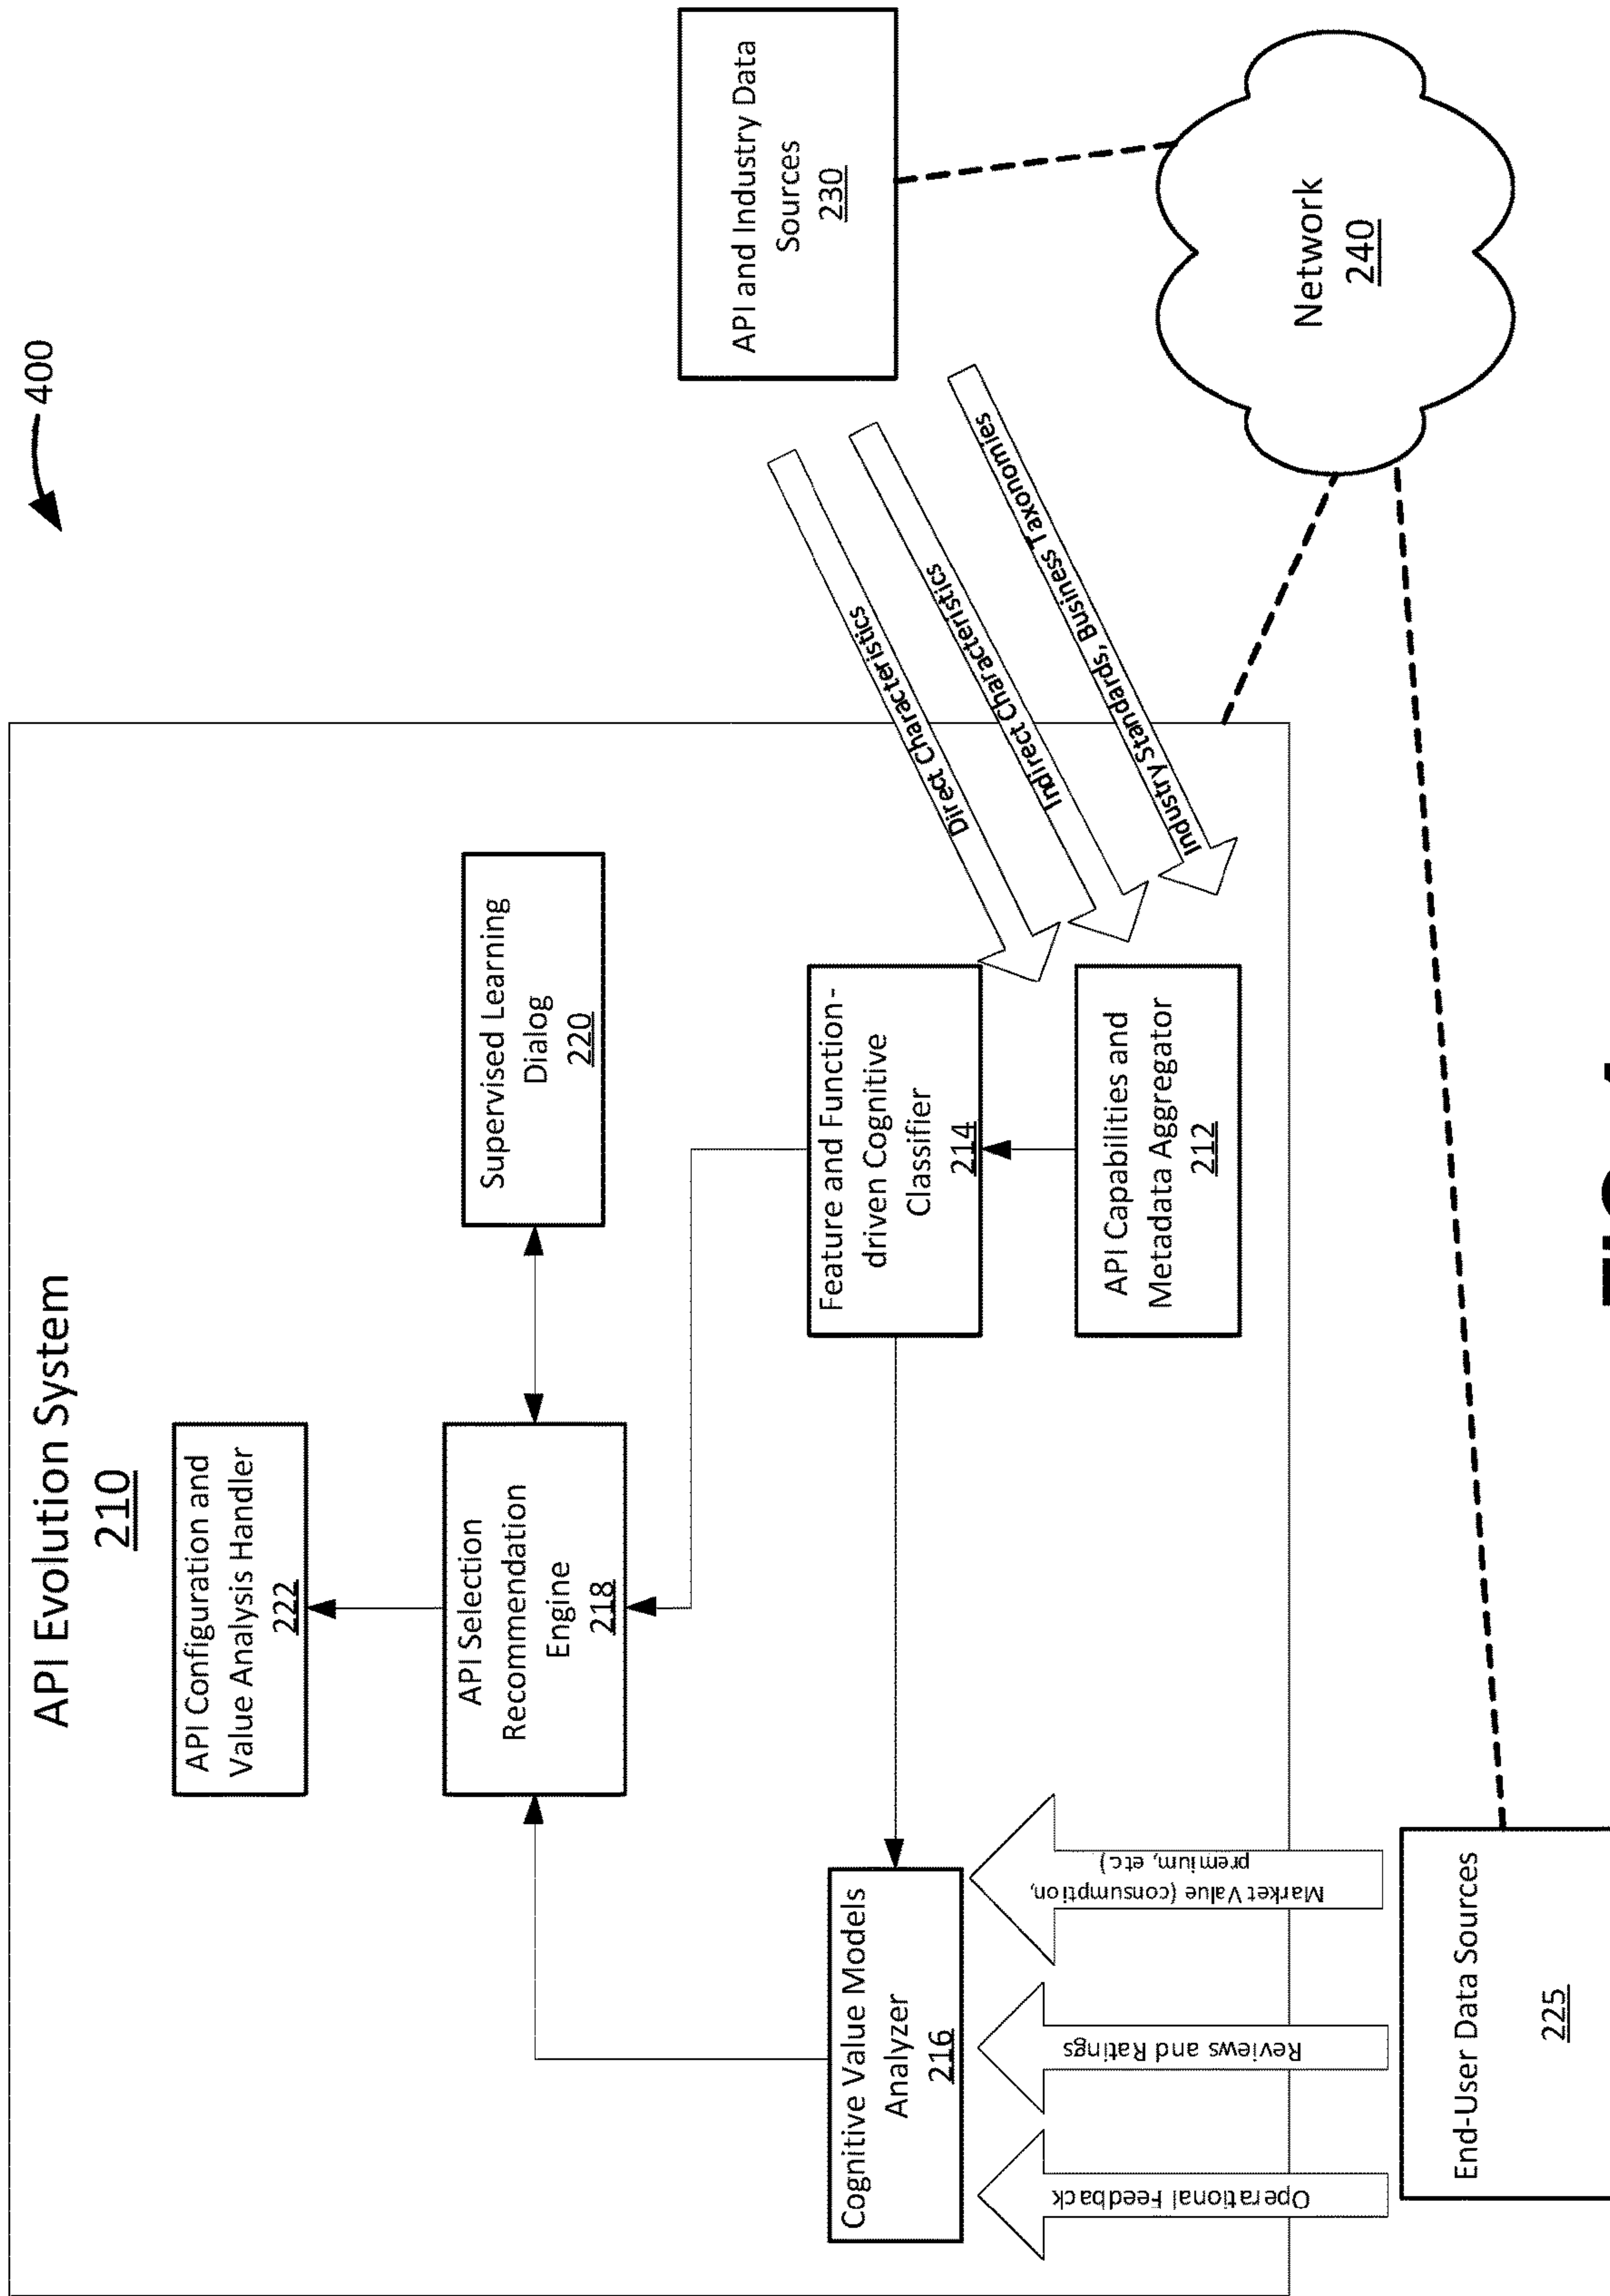 400
API Evolution System
210
API Configuration and
Value Analysis Handler
222
API Selection
Recommendation
Engine
218
Supervised Learning
Dialog
220
API and Industry Data
Sources
230
Cognitive Value Models
Analyzer
216
Feature and Function-
driven Cognitive
Classifier
214
API Capabilities and
Metadata Aggregator
212
Direct Characteristics
Indirect Characteristics
Industry Standards, Business Taxonomies
Operational Feedback
Reviews and Ratings
Market Value (consumption,
premium, etc)
End-User Data Sources
225
Network
240